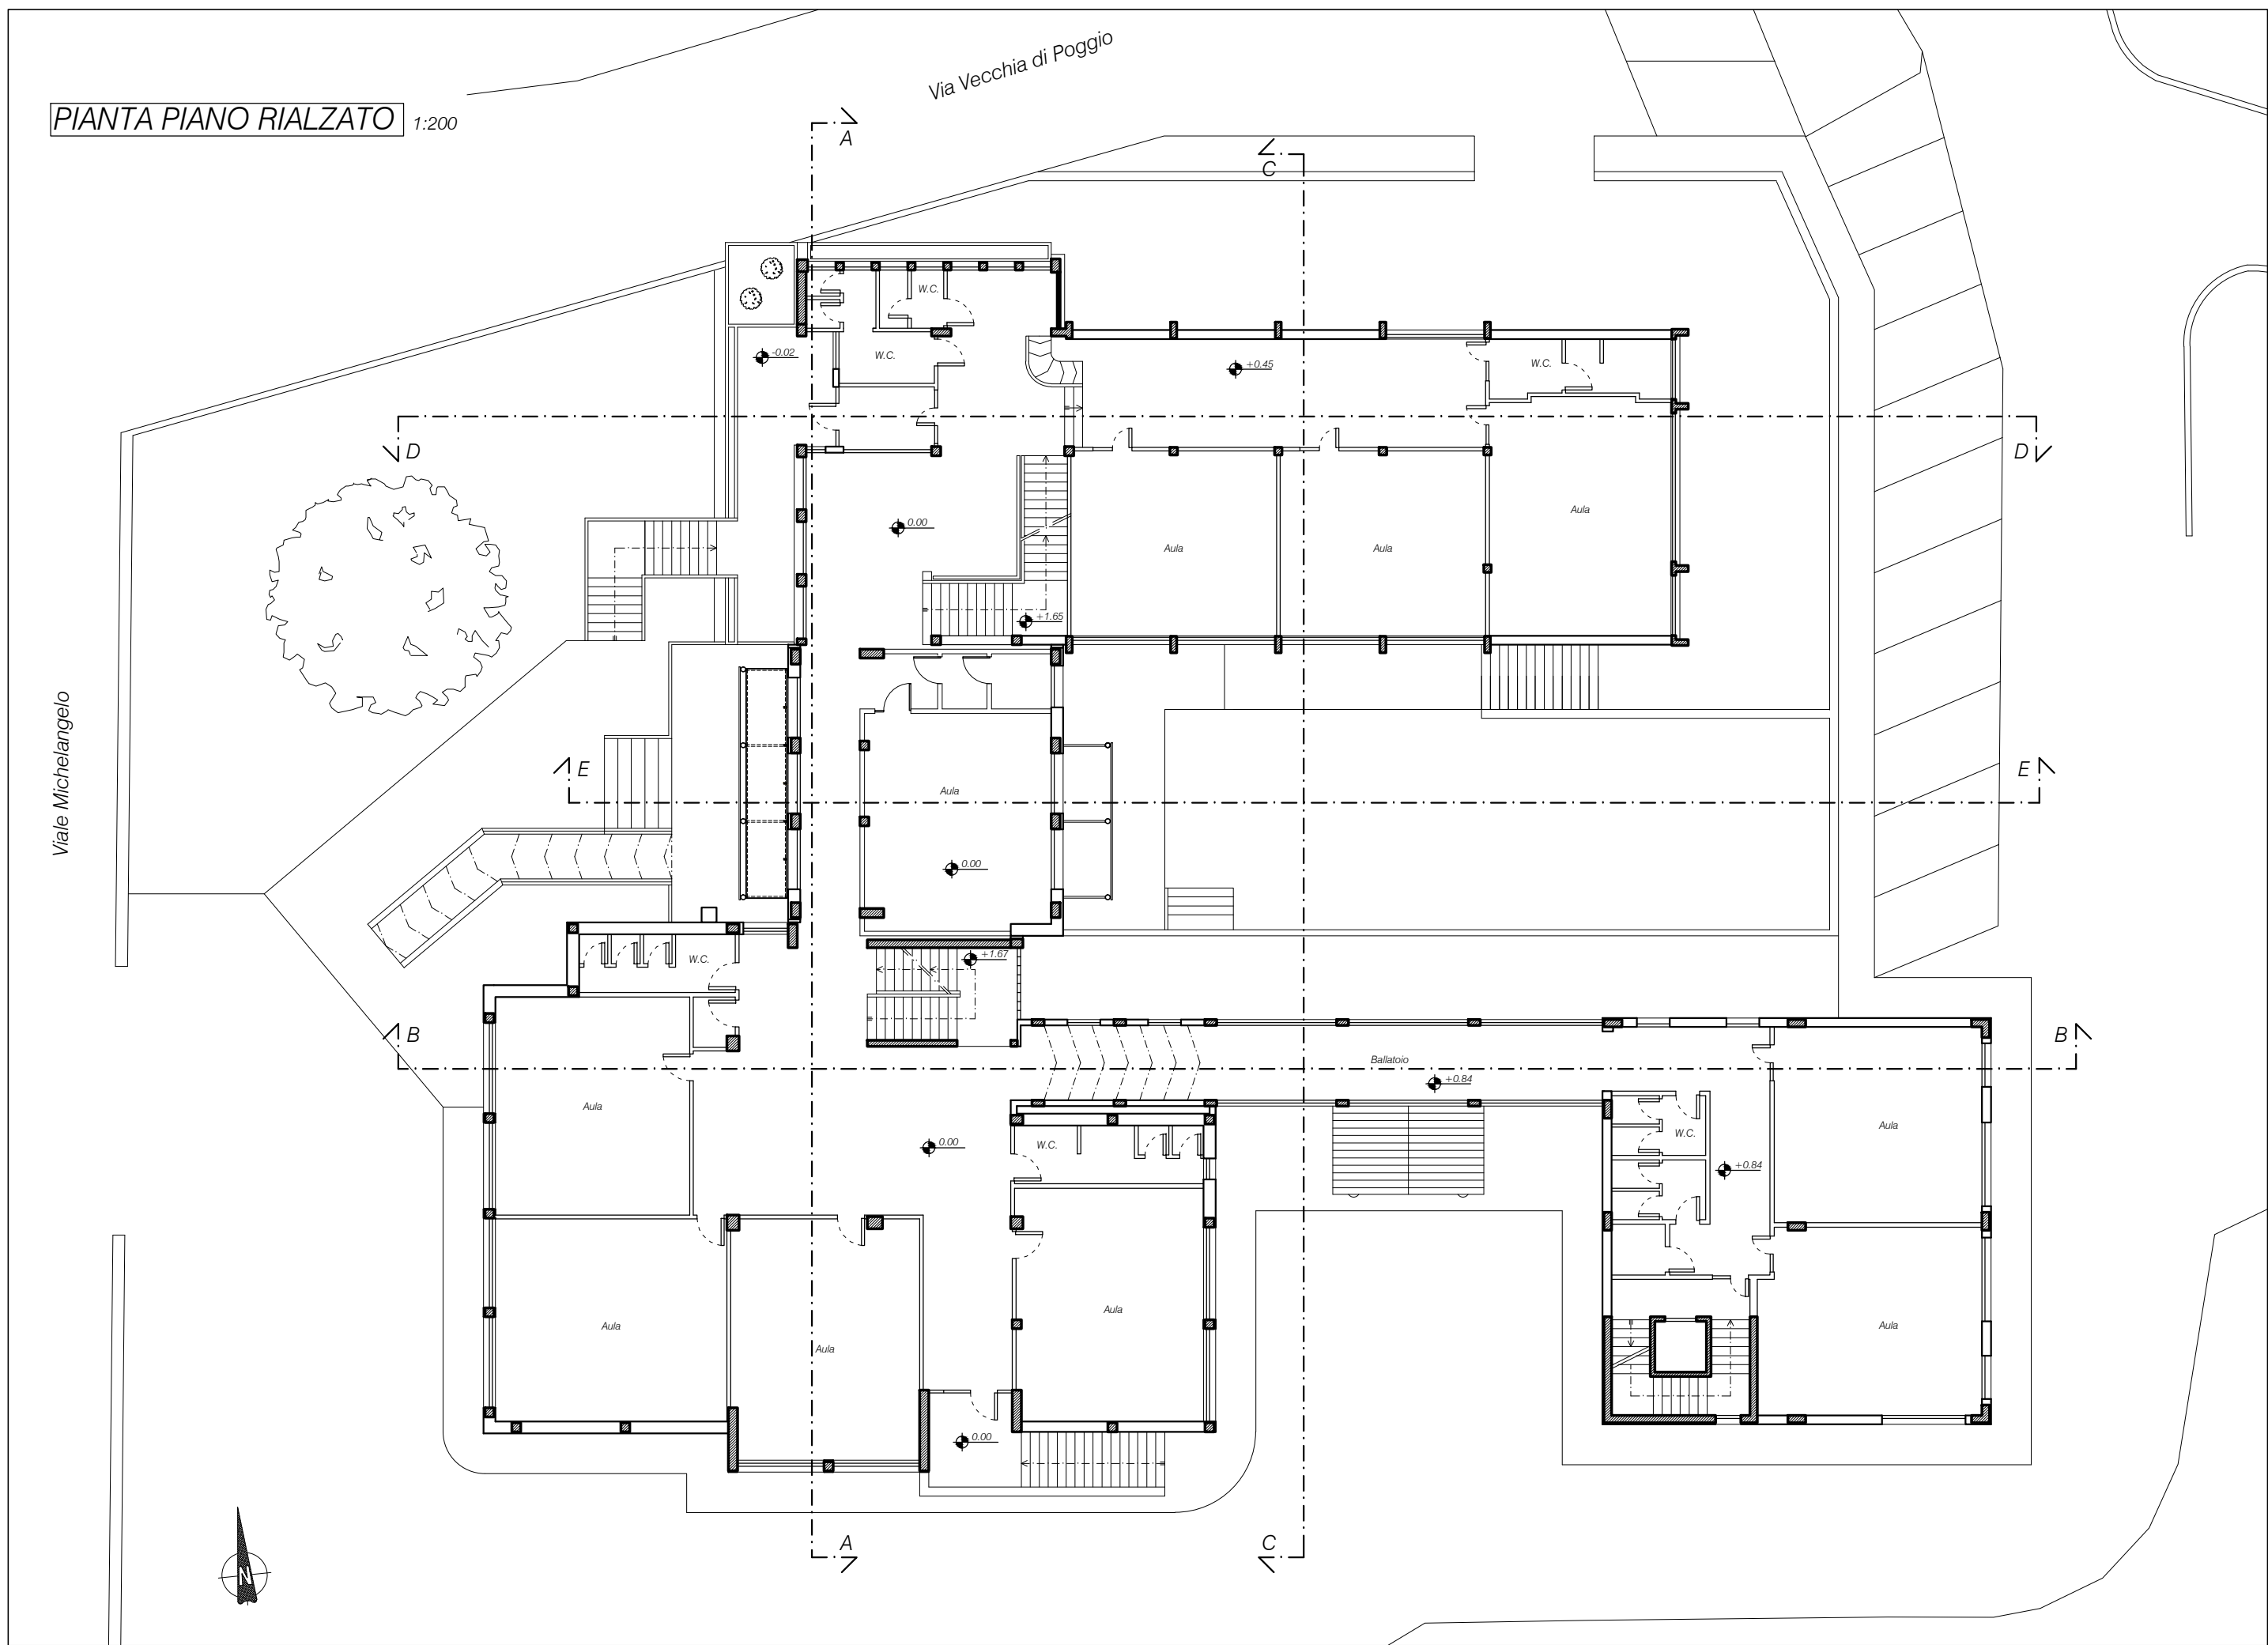 Via Vecchia di Poggio
PIANTA PIANO RIALZATO 1:200
A
C
W.C.
-0.02
W.C.
+0.45
W.C.
D
D
0.00
Aula
Aula
Aula
+1.65
Viale Michelangelo
E
E
Aula
0.00
W.C.
+1.67
B
B
Ballatoio
+0.84
Aula
0.00
W.C.
W.C.
Aula
+0.84
Aula
Aula
Aula
Aula
Aula
0.00
A
C
N